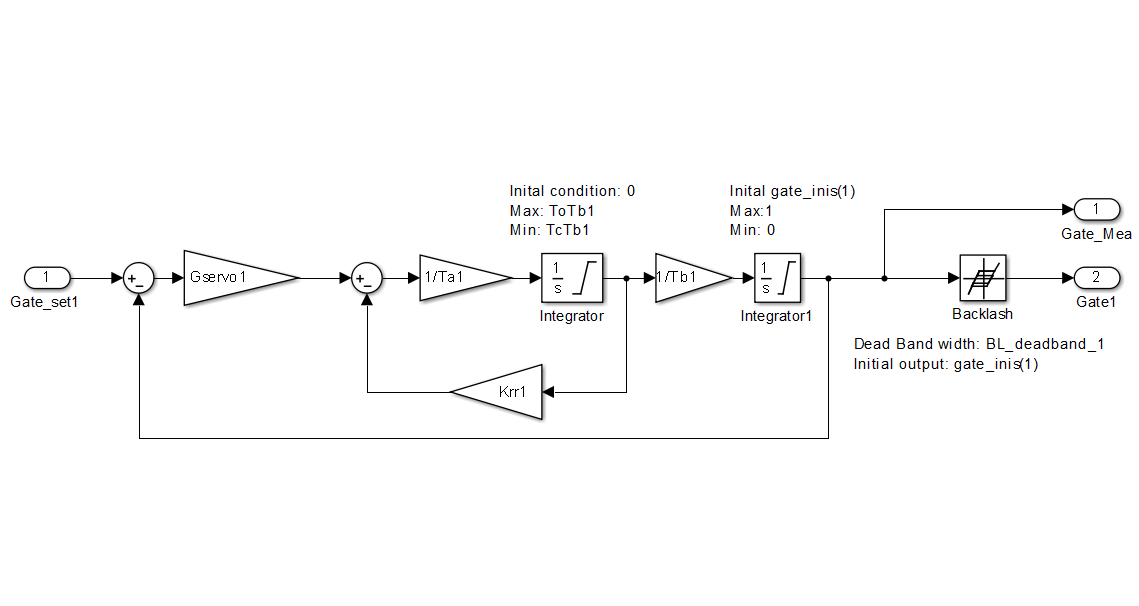 Inital condition: 0
Max: ToTb1
Min: TcTb1
Inital gate_inis(1)
Max:1
Min: 0
1
Gate_Mea
1
Gate_set1
+
−
Gservo1
+
−
1/Ta1
1
s
Integrator
1/Tb1
1
s
Integrator1
Backlash
2
Gate1
Dead Band width: BL_deadband_1
Initial output: gate_inis(1)
Krr1